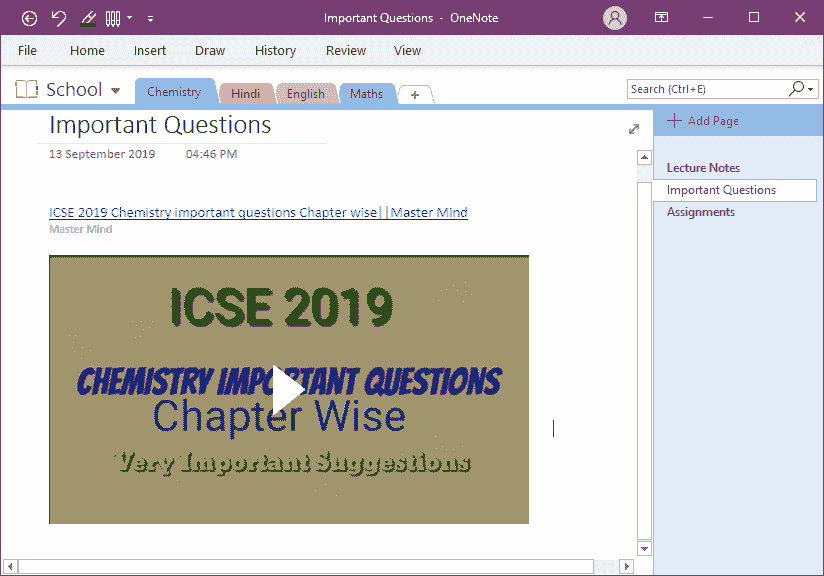 Important Questions - OneNote
File Home Insert Draw History Review View
School Chemistry Hindi English Maths + Search (Ctrl+E)
Important Questions
13 September 2019 04:46 PM
ICSE 2019 Chemistry important questions Chapter wise||Master Mind
Master Mind
ICSE 2019
CHEMISTRY IMPORTANT QUESTIONS
Chapter Wise
Very Important Suggestions
Add Page
Lecture Notes
Important Questions
Assignments